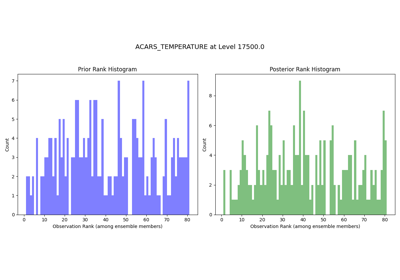 ACARS_TEMPERATURE at Level 17500.0
Prior Rank Histogram
Posterior Rank Histogram
7
6
5
4
3
2
1
0
Count
0 10 20 30 40 50 60 70 80
Observation Rank (among ensemble members)
8
6
4
2
0
Count
0 10 20 30 40 50 60 70 80
Observation Rank (among ensemble members)